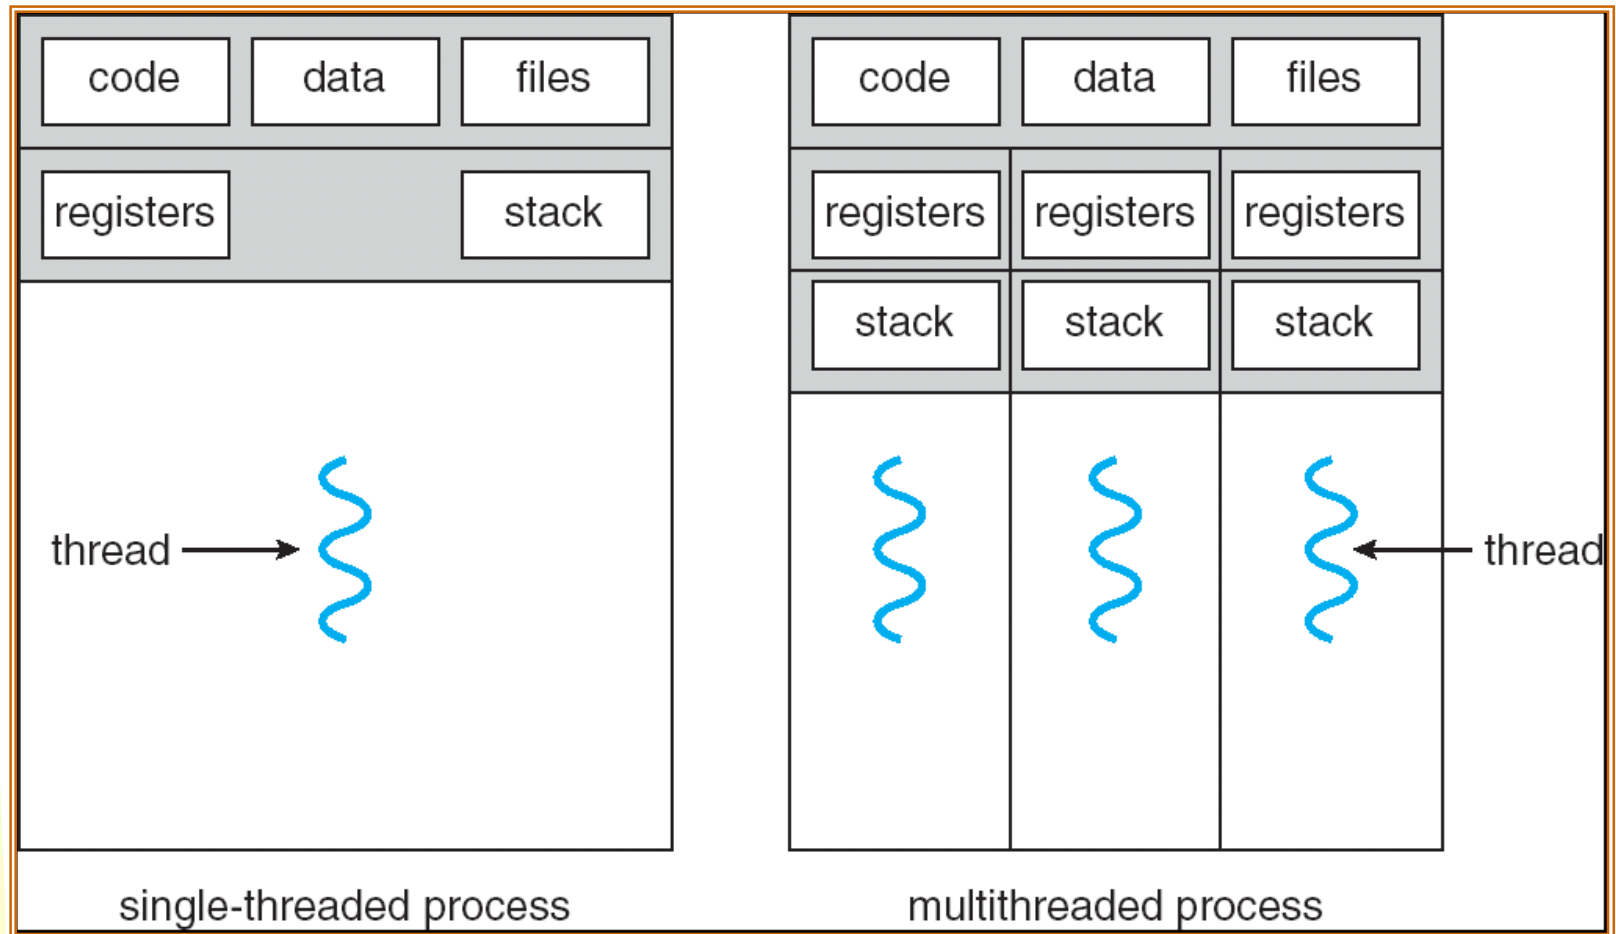 code data files
registers stack
thread
single-threaded process
code data files
registers registers registers
stack stack stack
thread
multithreaded process